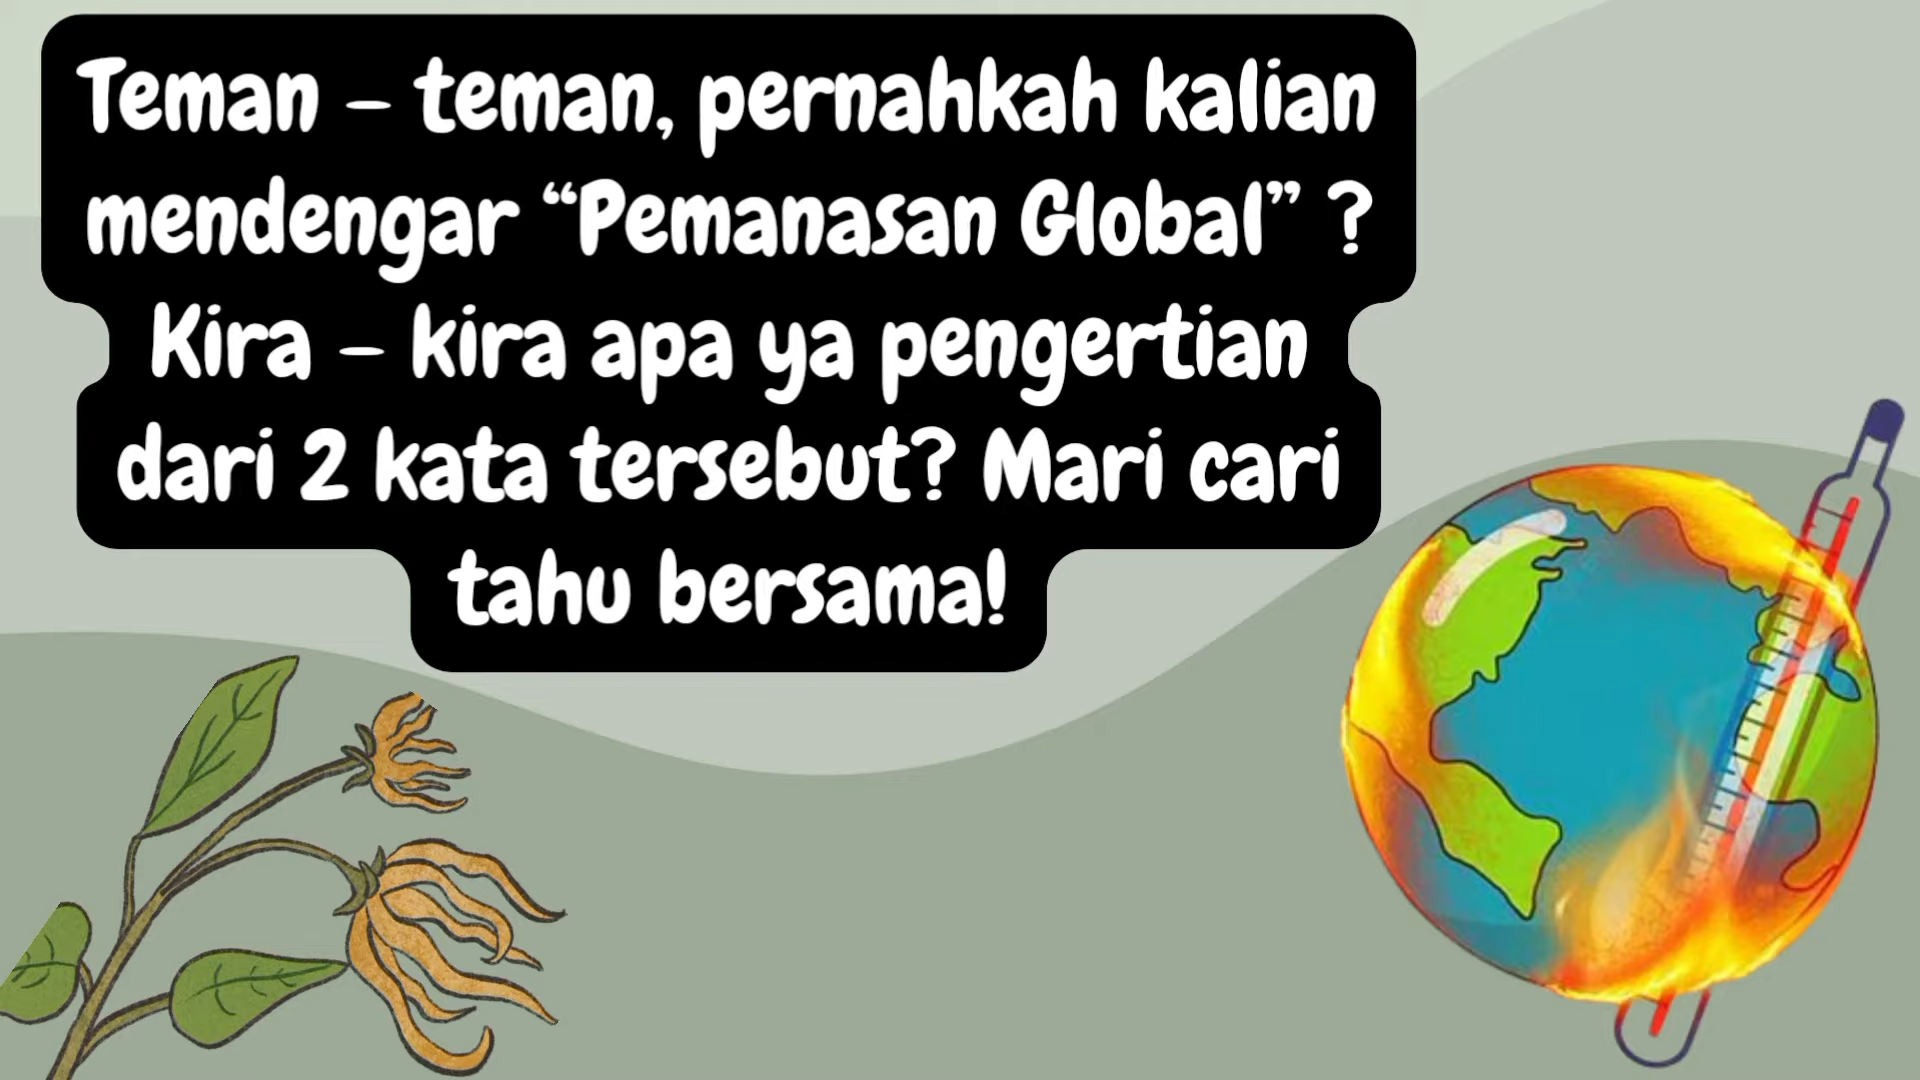 Teman – teman, pernahkah kalian
mendengar “Pemanasan Global” ?
Kira – kira apa ya pengertian
dari 2 kata tersebut? Mari cari
tahu bersama!